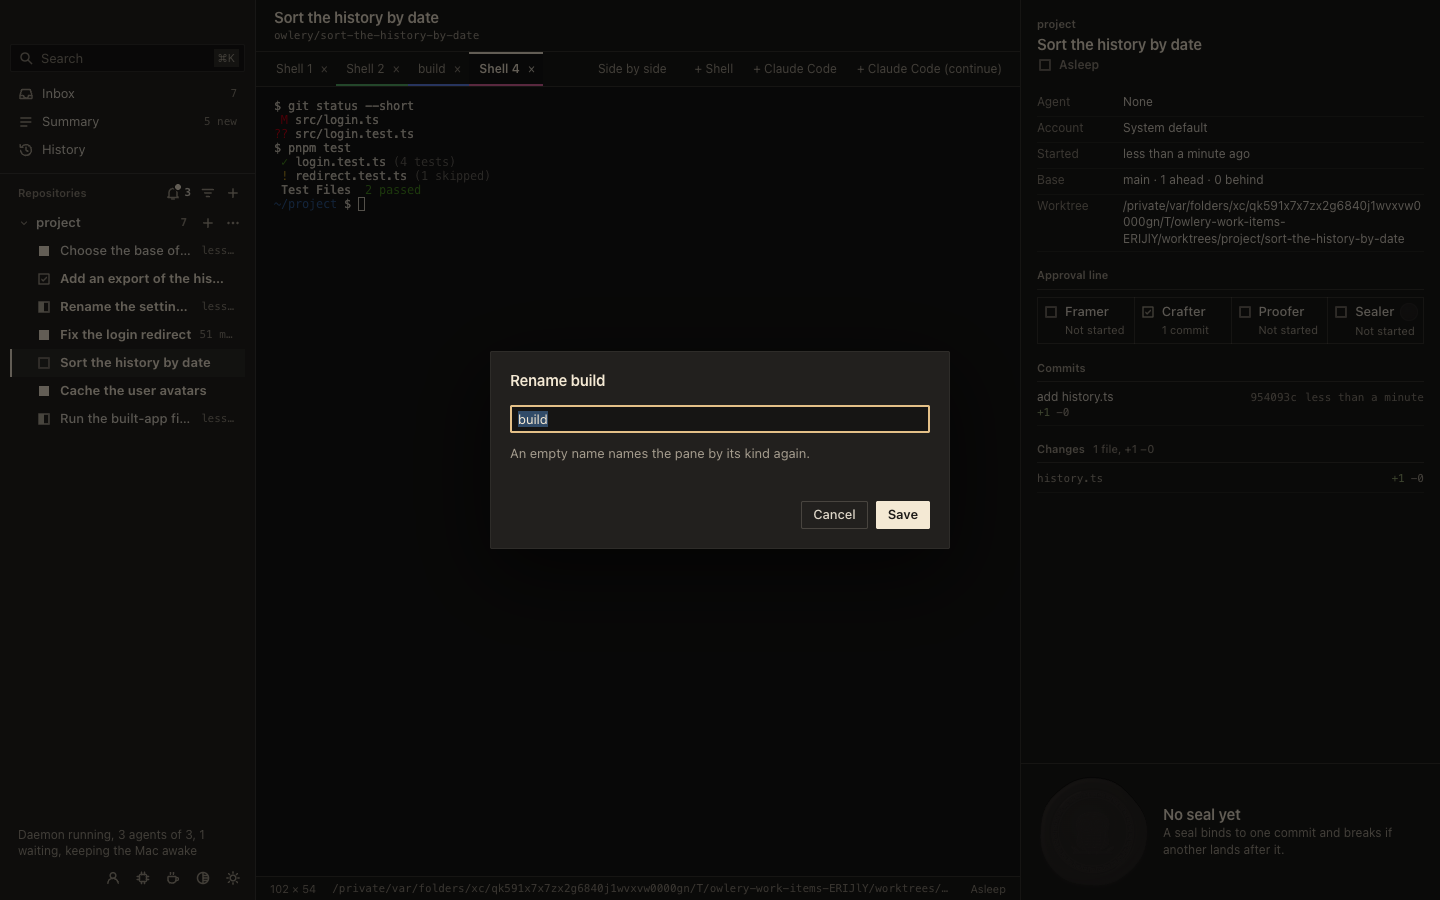 Search ⌘K
Inbox 7
Summary 5 new
History
Repositories 3
project 7
Choose the base of... less...
Add an export of the his...
Rename the settin... less...
Fix the login redirect 51 m...
Sort the history by date
Cache the user avatars
Run the built-app fi... less...
Daemon running, 3 agents of 3, 1
waiting, keeping the Mac awake
Sort the history by date
owlery/sort-the-history-by-date
Shell 1 × Shell 2 × build × Shell 4 × Side by side + Shell + Claude Code + Claude Code (continue)
$ git status --short
M src/login.ts
?? src/login.test.ts
$ pnpm test
✓ login.test.ts (4 tests)
! redirect.test.ts (1 skipped)
Test Files 2 passed
~/project $
Rename build
build
An empty name names the pane by its kind again.
Cancel Save
102 × 54 /private/var/folders/xc/qk591x7x7zx2g6840j1wvxvw0000gn/T/owlery-work-items-ERIJlY/worktrees/… Asleep
project
Sort the history by date
Asleep
Agent None
Account System default
Started less than a minute ago
Base main · 1 ahead · 0 behind
Worktree /private/var/folders/xc/qk591x7x7zx2g6840j1wvxvw0
000gn/T/owlery-work-items-
ERIJlY/worktrees/project/sort-the-history-by-date
Approval line
Framer Crafter Proofer Sealer
Not started 1 commit Not started Not started
Commits
add history.ts 954093c less than a minute
+1 −0
Changes 1 file, +1 −0
history.ts +1 −0
No seal yet
A seal binds to one commit and breaks if
another lands after it.